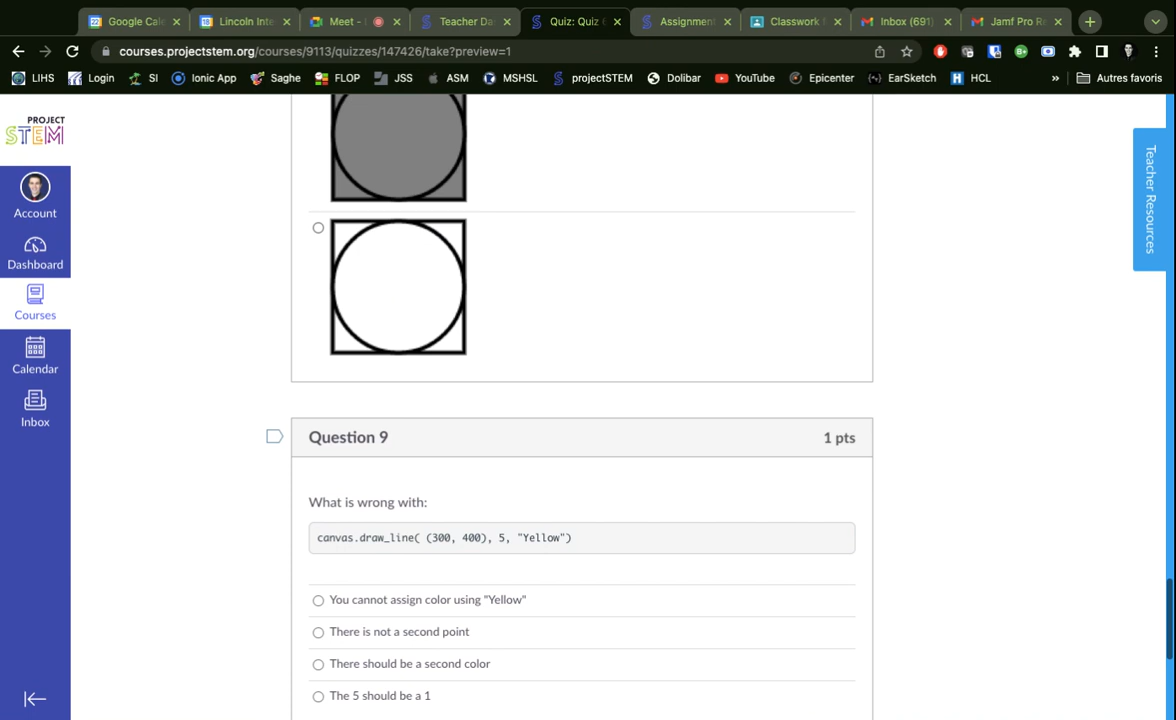 Google Cale
Lincoln Inte
Meet -
Teacher Da
Quiz: Quiz
Assignmen
Classwork
Inbox (691)
Jamf Pro
courses.projectstem.org/courses/9113/quizzes/147426/take?preview=1
LIHS
Login
SI
Ionic App
Saghe
FLOP
JSS
ASM
MSHSL
projectSTEM
Dolibar
YouTube
Epicenter
EarSketch
HCL
»
Autres favoris
PROJECT
STEM
Account
Dashboard
Courses
Calendar
Inbox
Teacher Resources
Question 9
1 pts
What is wrong with:
canvas.draw_line( (300, 400), 5, "Yellow")
You cannot assign color using "Yellow"
There is not a second point
There should be a second color
The 5 should be a 1